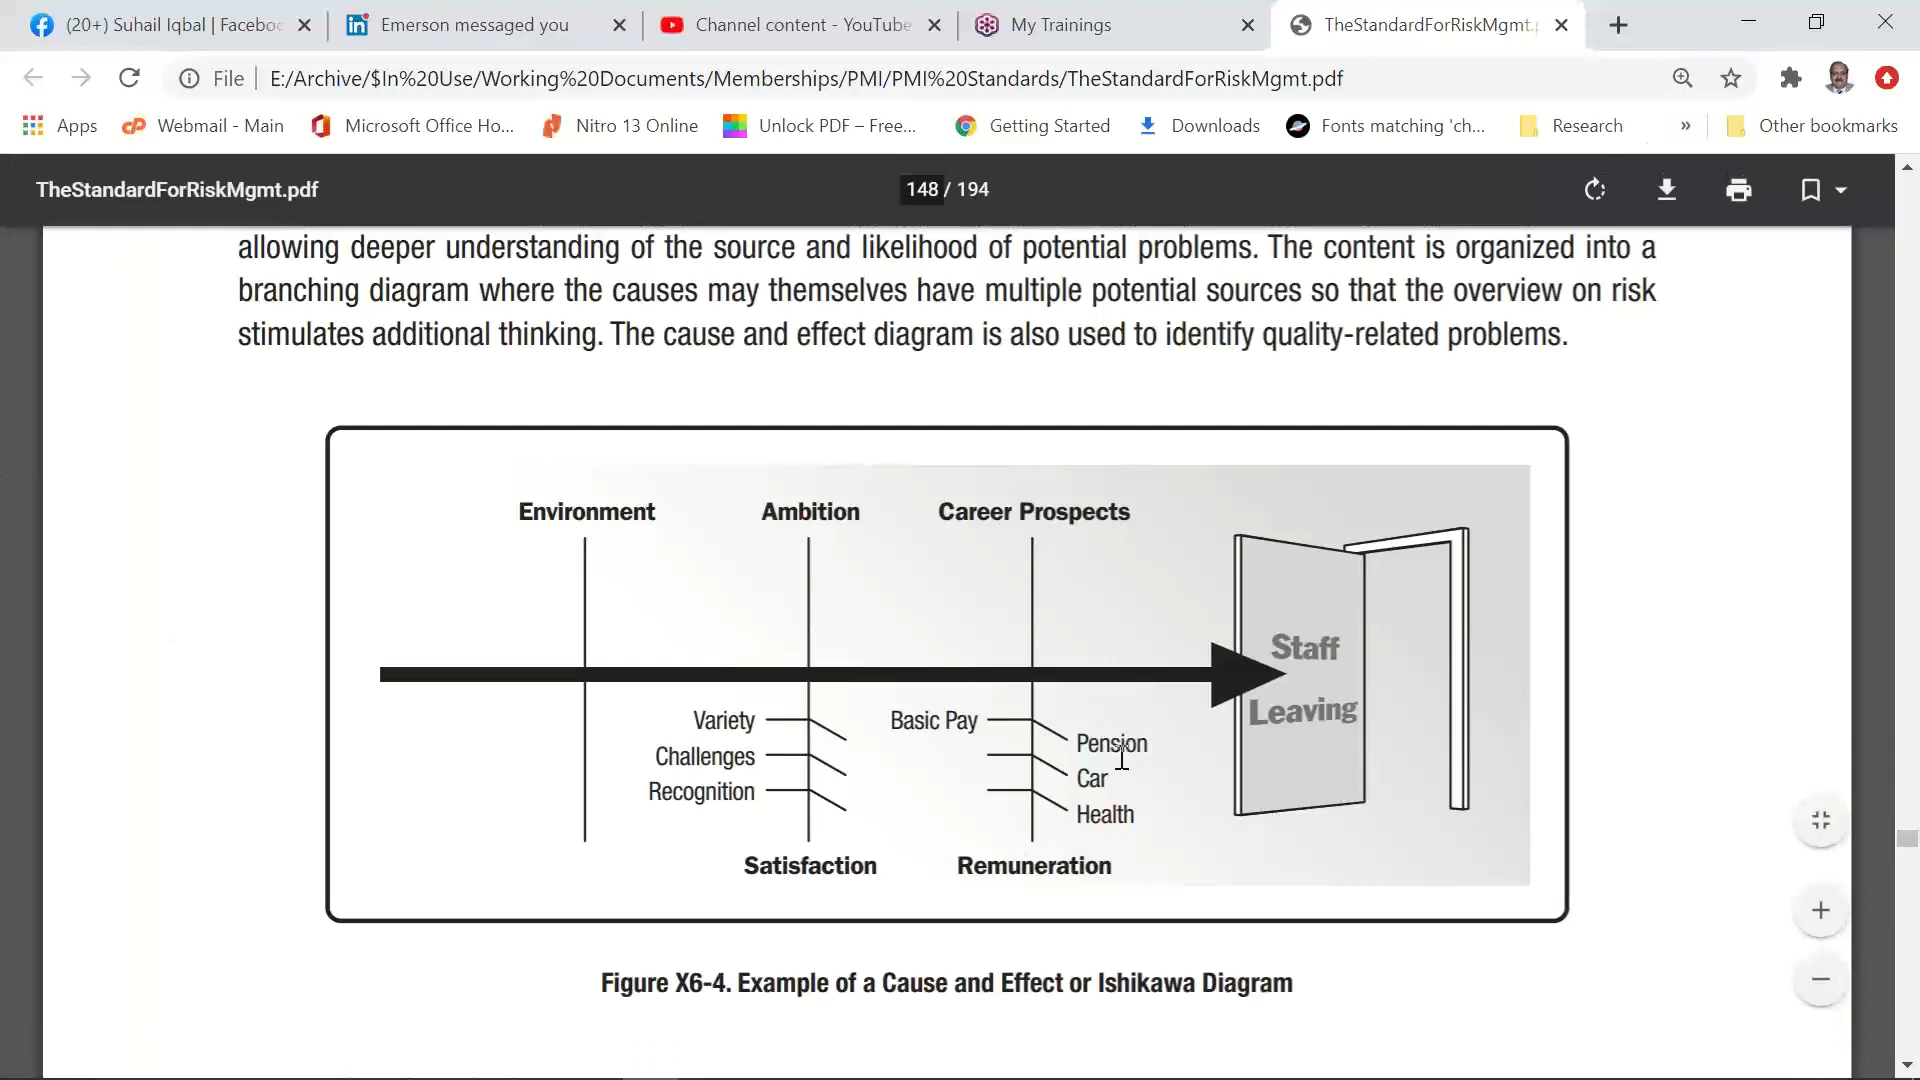 (20+) Suhail Iqbal | Faceboo
Emerson messaged you
Channel content - YouTube
My Trainings
TheStandardForRiskMgmt.p
File
E:/Archive/$In%20Use/Working%20Documents/Memberships/PMI/PMI%20Standards/TheStandardForRiskMgmt.pdf
Apps
Webmail - Main
Microsoft Office Ho...
Nitro 13 Online
Unlock PDF – Free...
Getting Started
Downloads
Fonts matching 'ch...
Research
»
Other bookmarks
TheStandardForRiskMgmt.pdf
148 / 194
allowing deeper understanding of the source and likelihood of potential problems. The content is organized into a
branching diagram where the causes may themselves have multiple potential sources so that the overview on risk
stimulates additional thinking. The cause and effect diagram is also used to identify quality-related problems.
Environment
Ambition
Career Prospects
Staff
Leaving
Variety
Challenges
Recognition
Basic Pay
Pension
Car
Health
Satisfaction
Remuneration
Figure X6-4. Example of a Cause and Effect or Ishikawa Diagram